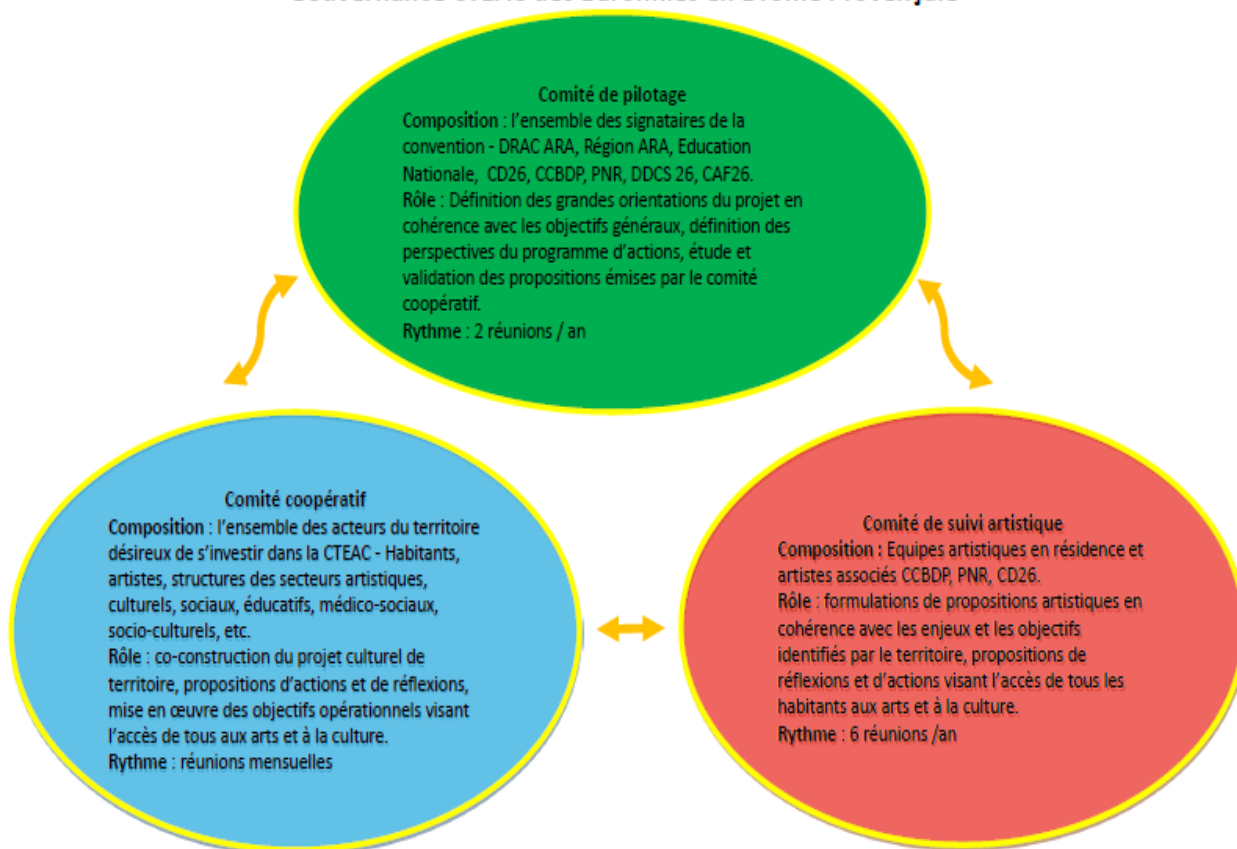 Comité de pilotage
Composition : l'ensemble des signataires de la
convention - DRAC ARA, Région ARA, Education
Nationale, CD26, CCBDP, PNR, DDCS 26, CAF26.
Rôle : Définition des grandes orientations du projet en
cohérence avec les objectifs généraux, définition des
perspectives du programme d'actions, étude et
validation des propositions émises par le comité
coopératif.
Rythme : 2 réunions / an
Comité coopératif
Composition : l'ensemble des acteurs du territoire
désireux de s'investir dans la CTEAC - Habitants,
artistes, structures des secteurs artistiques,
culturels, sociaux, éducatifs, médico-sociaux,
socio-culturels, etc.
Rôle : co-construction du projet culturel de
territoire, propositions d'actions et de réflexions,
mise en œuvre des objectifs opérationnels visant
l'accès de tous aux arts et à la culture.
Rythme : réunions mensuelles
Comité de suivi artistique
Composition : Equipes artistiques en résidence et
artistes associés CCBDP, PNR, CD26.
Rôle : formulations de propositions artistiques en
cohérence avec les enjeux et les objectifs
identifiés par le territoire, propositions de
réflexions et d'actions visant l'accès de tous les
habitants aux arts et à la culture.
Rythme : 6 réunions /an